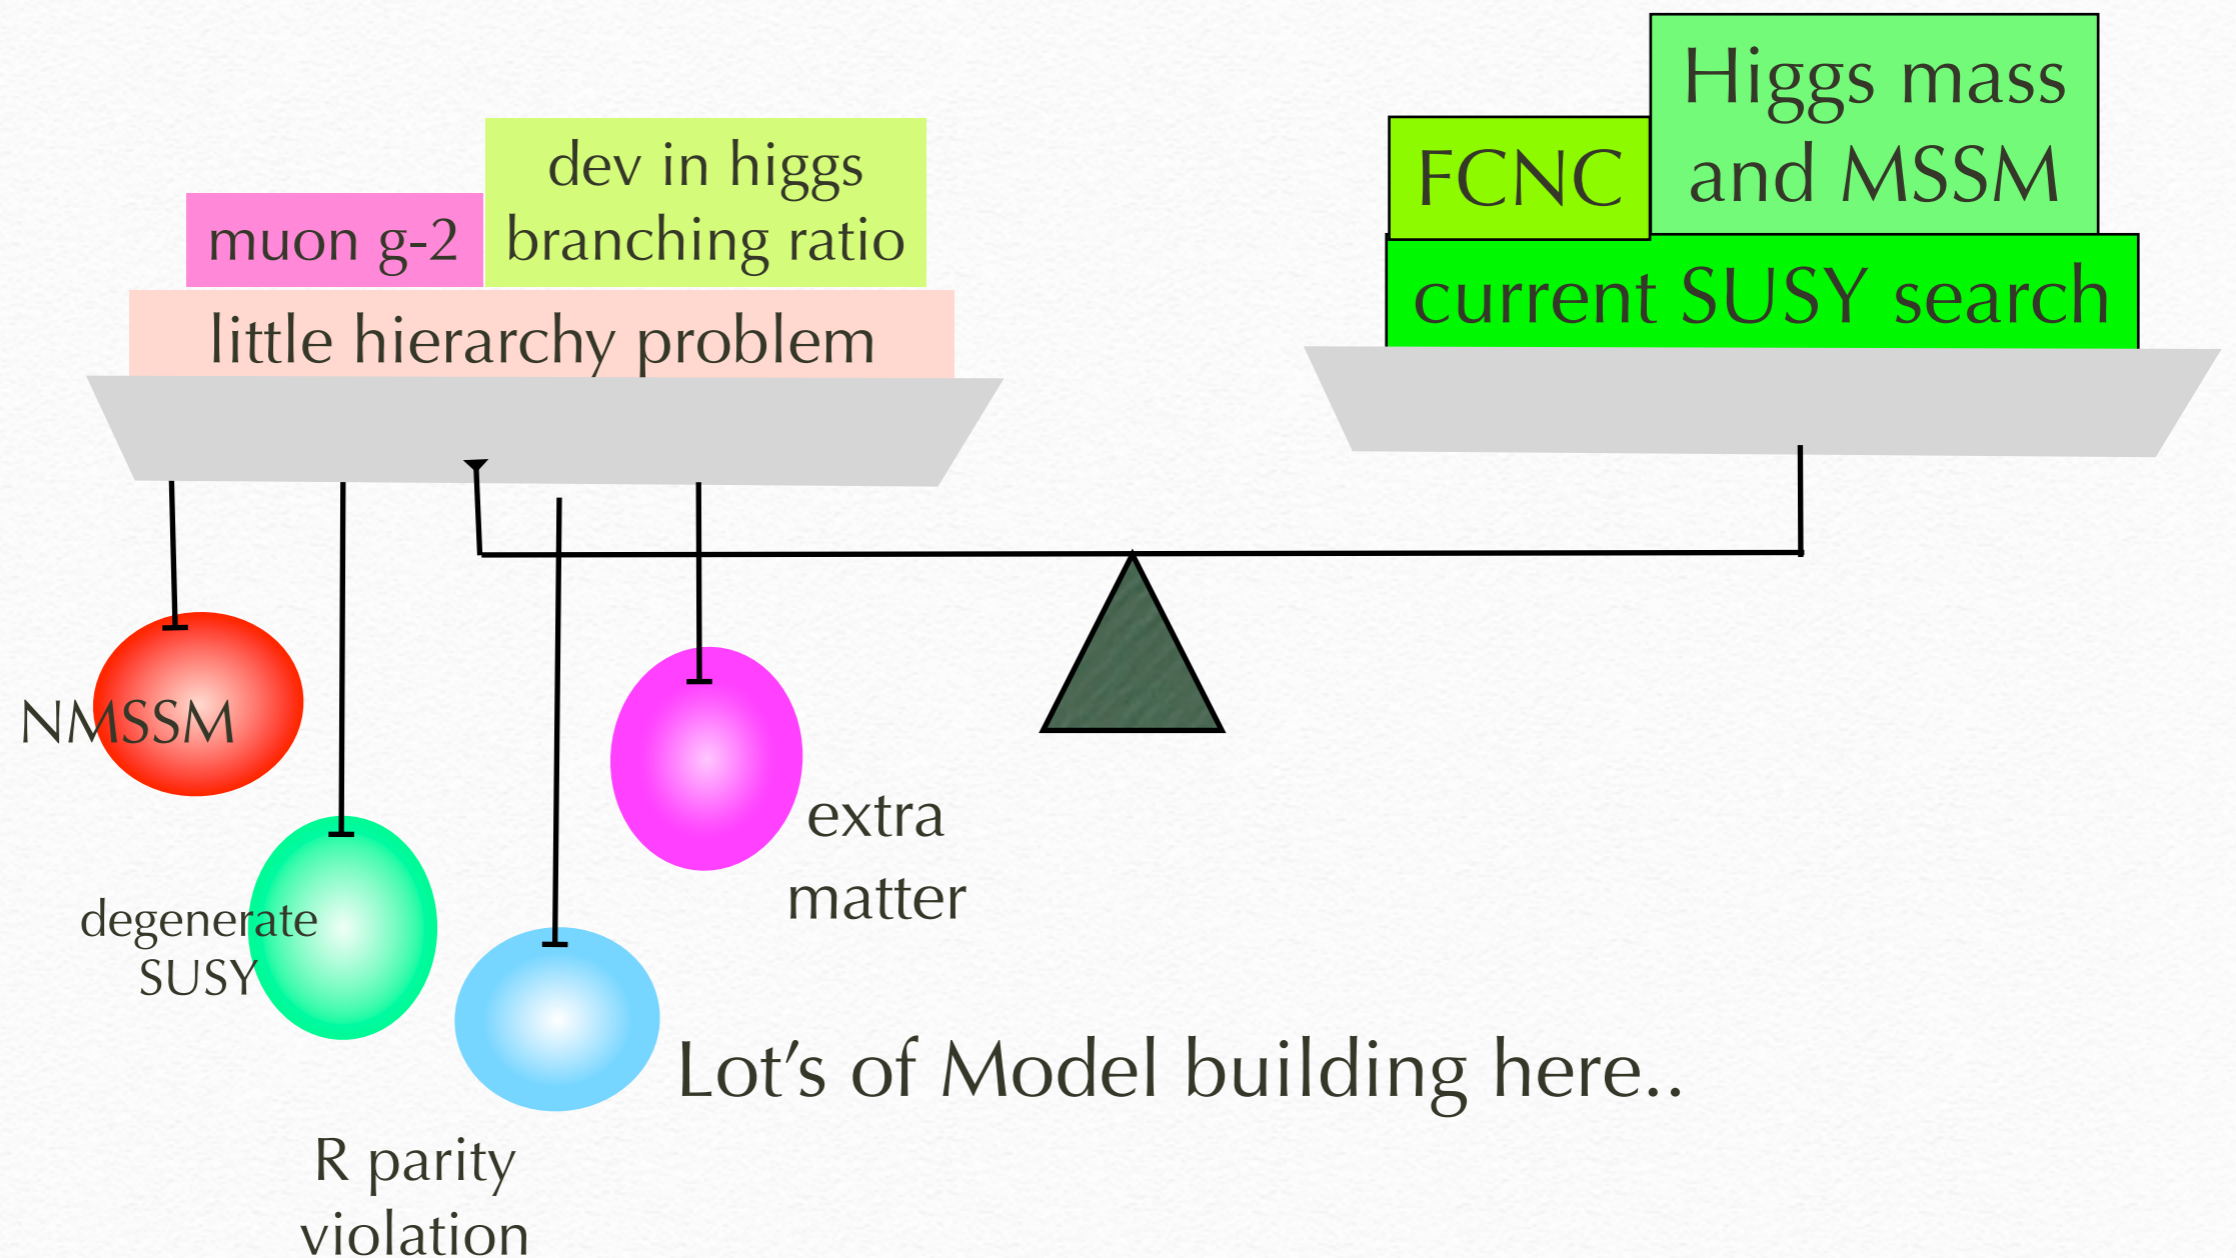 dev in higgs
branching ratio
muon g-2
little hierarchy problem
Higgs mass
and MSSM
FCNC
current SUSY search
NMSSM
extra
matter
degenerate
SUSY
Lot’s of Model building here..
R parity
violation